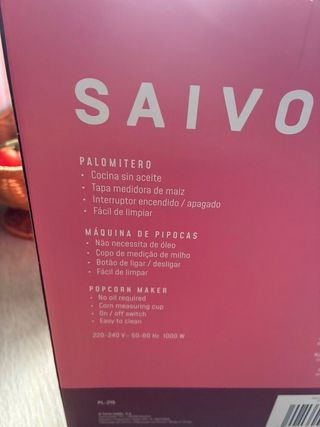 SAIVO
PALOMITERO
• Cocina sin aceite
• Tapa medidora de maíz
• Interruptor encendido / apagado
• Fácil de limpiar
MÁQUINA DE PIPOCAS
• Não necessita de óleo
• Copo de medição de milho
• Botão de ligar / desligar
• Fácil de limpar
POPCORN MAKER
• No oil required
• Corn measuring cup
• On / off switch
• Easy to clean
220-240 V~ 50-60 Hz 1000 W